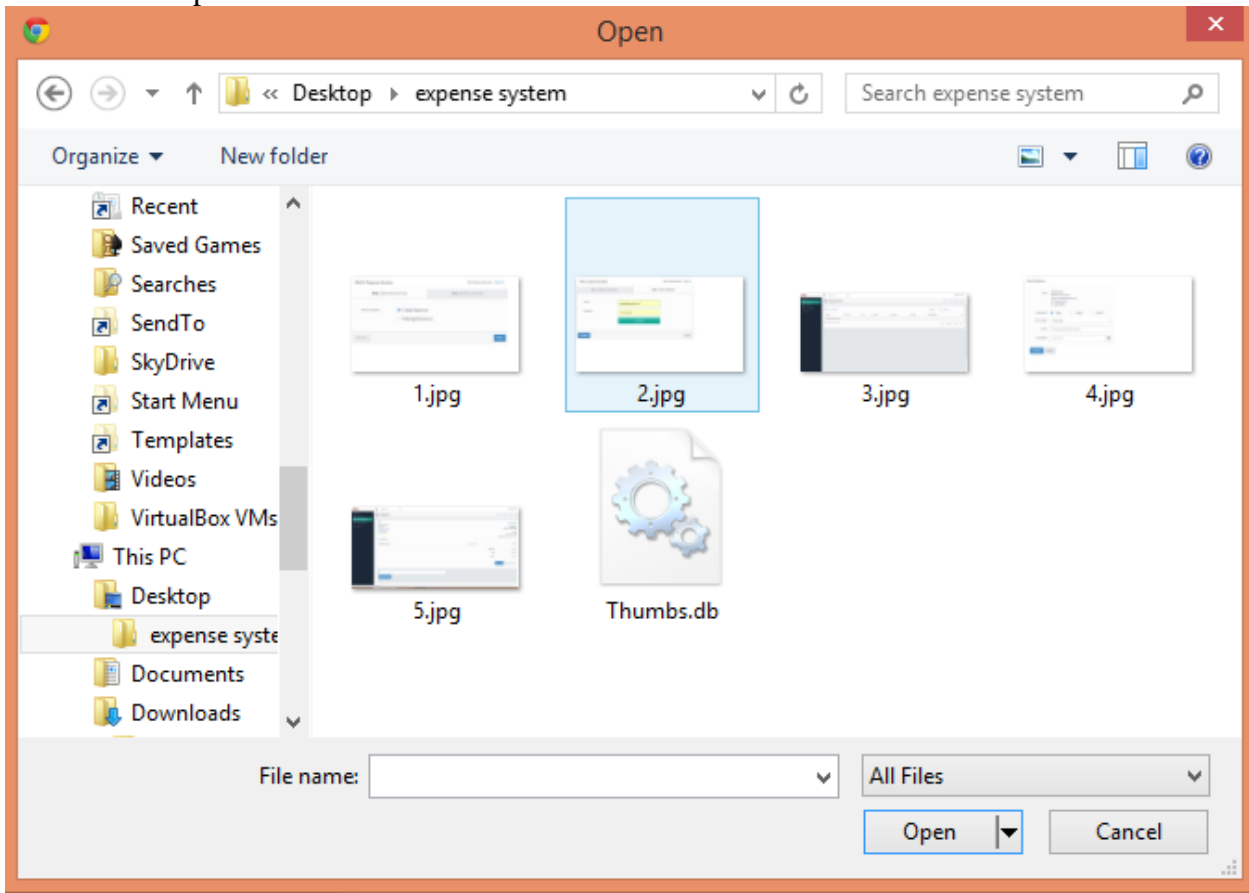 Open
« Desktop ▸ expense system
Search expense system
Organize
New folder
Recent
Saved Games
Searches
SendTo
SkyDrive
Start Menu
Templates
Videos
VirtualBox VMs
This PC
Desktop
expense syste
Documents
Downloads
1.jpg
2.jpg
3.jpg
4.jpg
5.jpg
Thumbs.db
File name:
All Files
Open
Cancel